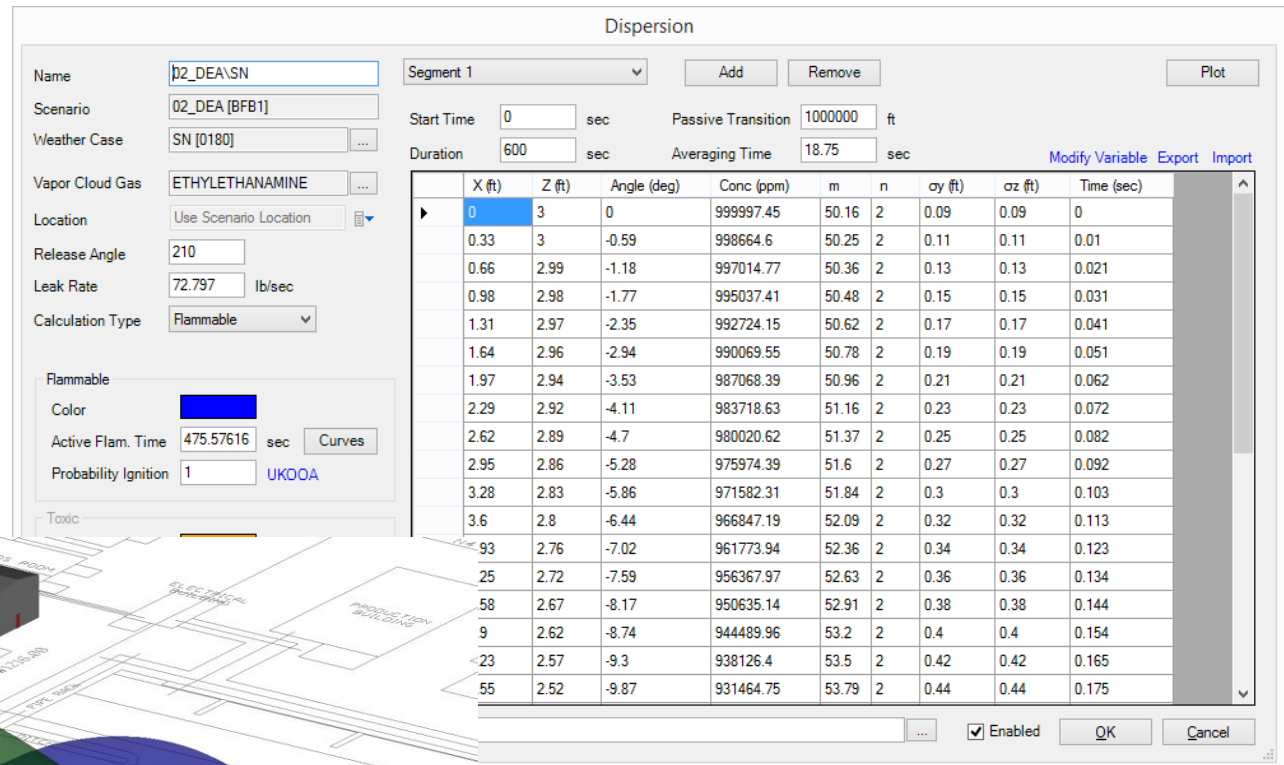 Dispersion
Name 02_DEA\SN
Scenario 02_DEA [BFB1]
Weather Case SN [0180] ...
Vapor Cloud Gas ETHYLETHANAMINE ...
Location Use Scenario Location
Release Angle 210
Leak Rate 72.797 lb/sec
Calculation Type Flammable
Flammable
Color
Active Flam. Time 475.57616 sec Curves
Probability Ignition 1 UKOOA
Toxic
Segment 1 Add Remove Plot
Start Time 0 sec Passive Transition 1000000 ft
Duration 600 sec Averaging Time 18.75 sec
Modify Variable Export Import
X (ft) Z (ft) Angle (deg) Conc (ppm) m n σy (ft) σz (ft) Time (sec)
0 3 0 999997.45 50.16 2 0.09 0.09 0
0.33 3 -0.59 998664.6 50.25 2 0.11 0.11 0.01
0.66 2.99 -1.18 997014.77 50.36 2 0.13 0.13 0.021
0.98 2.98 -1.77 995037.41 50.48 2 0.15 0.15 0.031
1.31 2.97 -2.35 992724.15 50.62 2 0.17 0.17 0.041
1.64 2.96 -2.94 990069.55 50.78 2 0.19 0.19 0.051
1.97 2.94 -3.53 987068.39 50.96 2 0.21 0.21 0.062
2.29 2.92 -4.11 983718.63 51.16 2 0.23 0.23 0.072
2.62 2.89 -4.7 980020.62 51.37 2 0.25 0.25 0.082
2.95 2.86 -5.28 975974.39 51.6 2 0.27 0.27 0.092
3.28 2.83 -5.86 971582.31 51.84 2 0.3 0.3 0.103
3.6 2.8 -6.44 966847.19 52.09 2 0.32 0.32 0.113
93 2.76 -7.02 961773.94 52.36 2 0.34 0.34 0.123
25 2.72 -7.59 956367.97 52.63 2 0.36 0.36 0.134
58 2.67 -8.17 950635.14 52.91 2 0.38 0.38 0.144
9 2.62 -8.74 944489.96 53.2 2 0.4 0.4 0.154
23 2.57 -9.3 938126.4 53.5 2 0.42 0.42 0.165
55 2.52 -9.87 931464.75 53.79 2 0.44 0.44 0.175
... Enabled OK Cancel
ROOM
ELECTRICAL
BUILDING
PRODUCTION
BUILDING
PIPE RACK